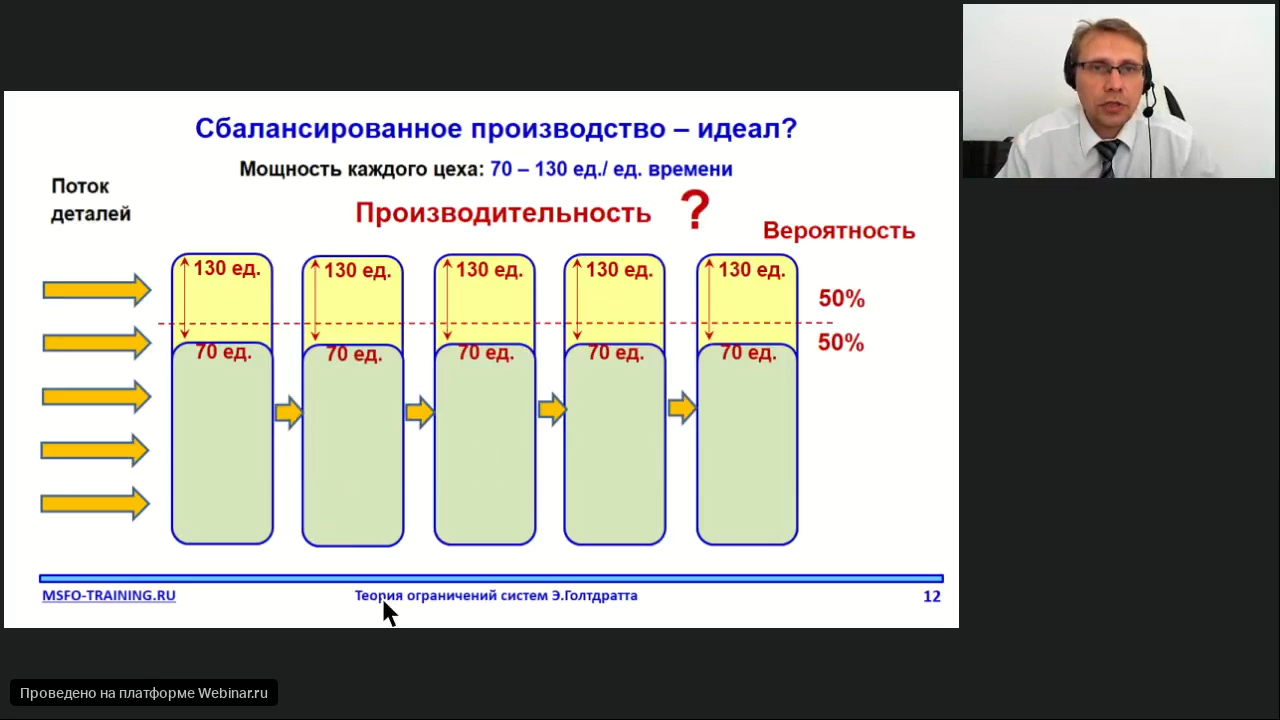 Сбалансированное производство – идеал?
Мощность каждого цеха: 70 – 130 ед./ ед. времени
Поток
деталей
Производительность ?
Вероятность
130 ед. 130 ед. 130 ед. 130 ед. 130 ед.
50%
50%
70 ед. 70 ед. 70 ед. 70 ед. 70 ед.
MSFO-TRAINING.RU Теория ограничений систем Э.Голтдратта 12
Проведено на платформе Webinar.ru